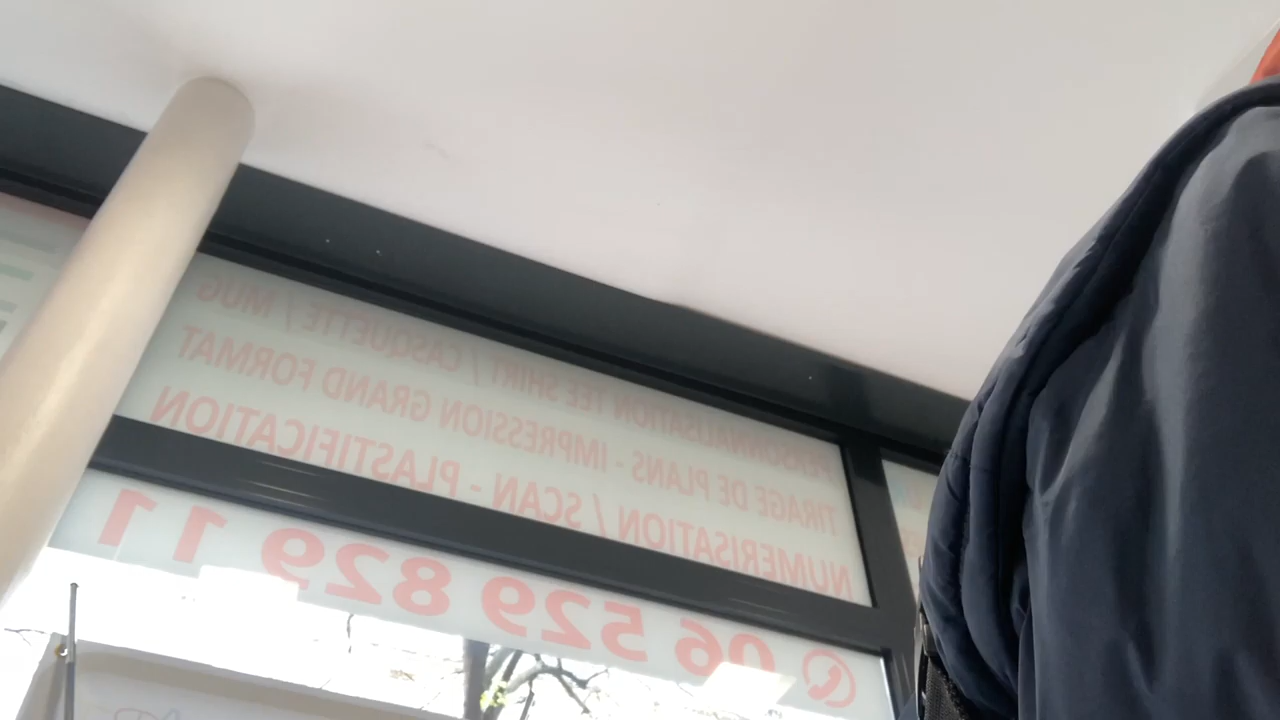 PERSONNALISATION TEE SHIRT / CASQUETTE / MUG
TIRAGE DE PLANS - IMPRESSION GRAND FORMAT
NUMERISATION / SCAN - PLASTIFICATION
06 529 829 11